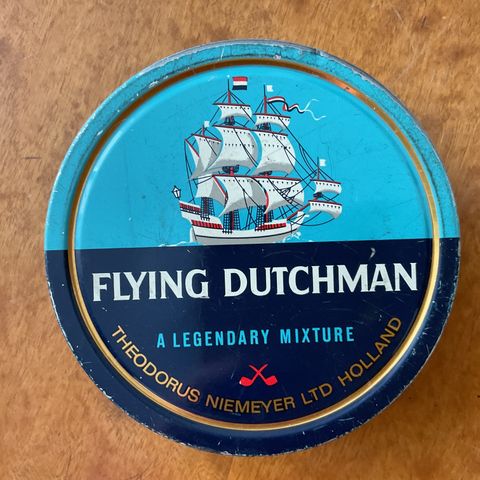 FLYING DUTCHMAN
A LEGENDARY MIXTURE
THEODORUS NIEMEYER LTD HOLLAND